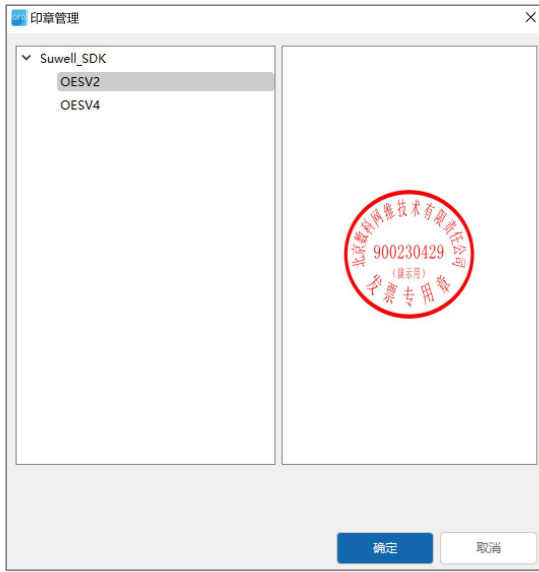 OFD 印章管理
Suwell_SDK
OESV2
OESV4
北京数科网维技术有限责任公司
900230429
(演示用)
发票专用章
确定
取消